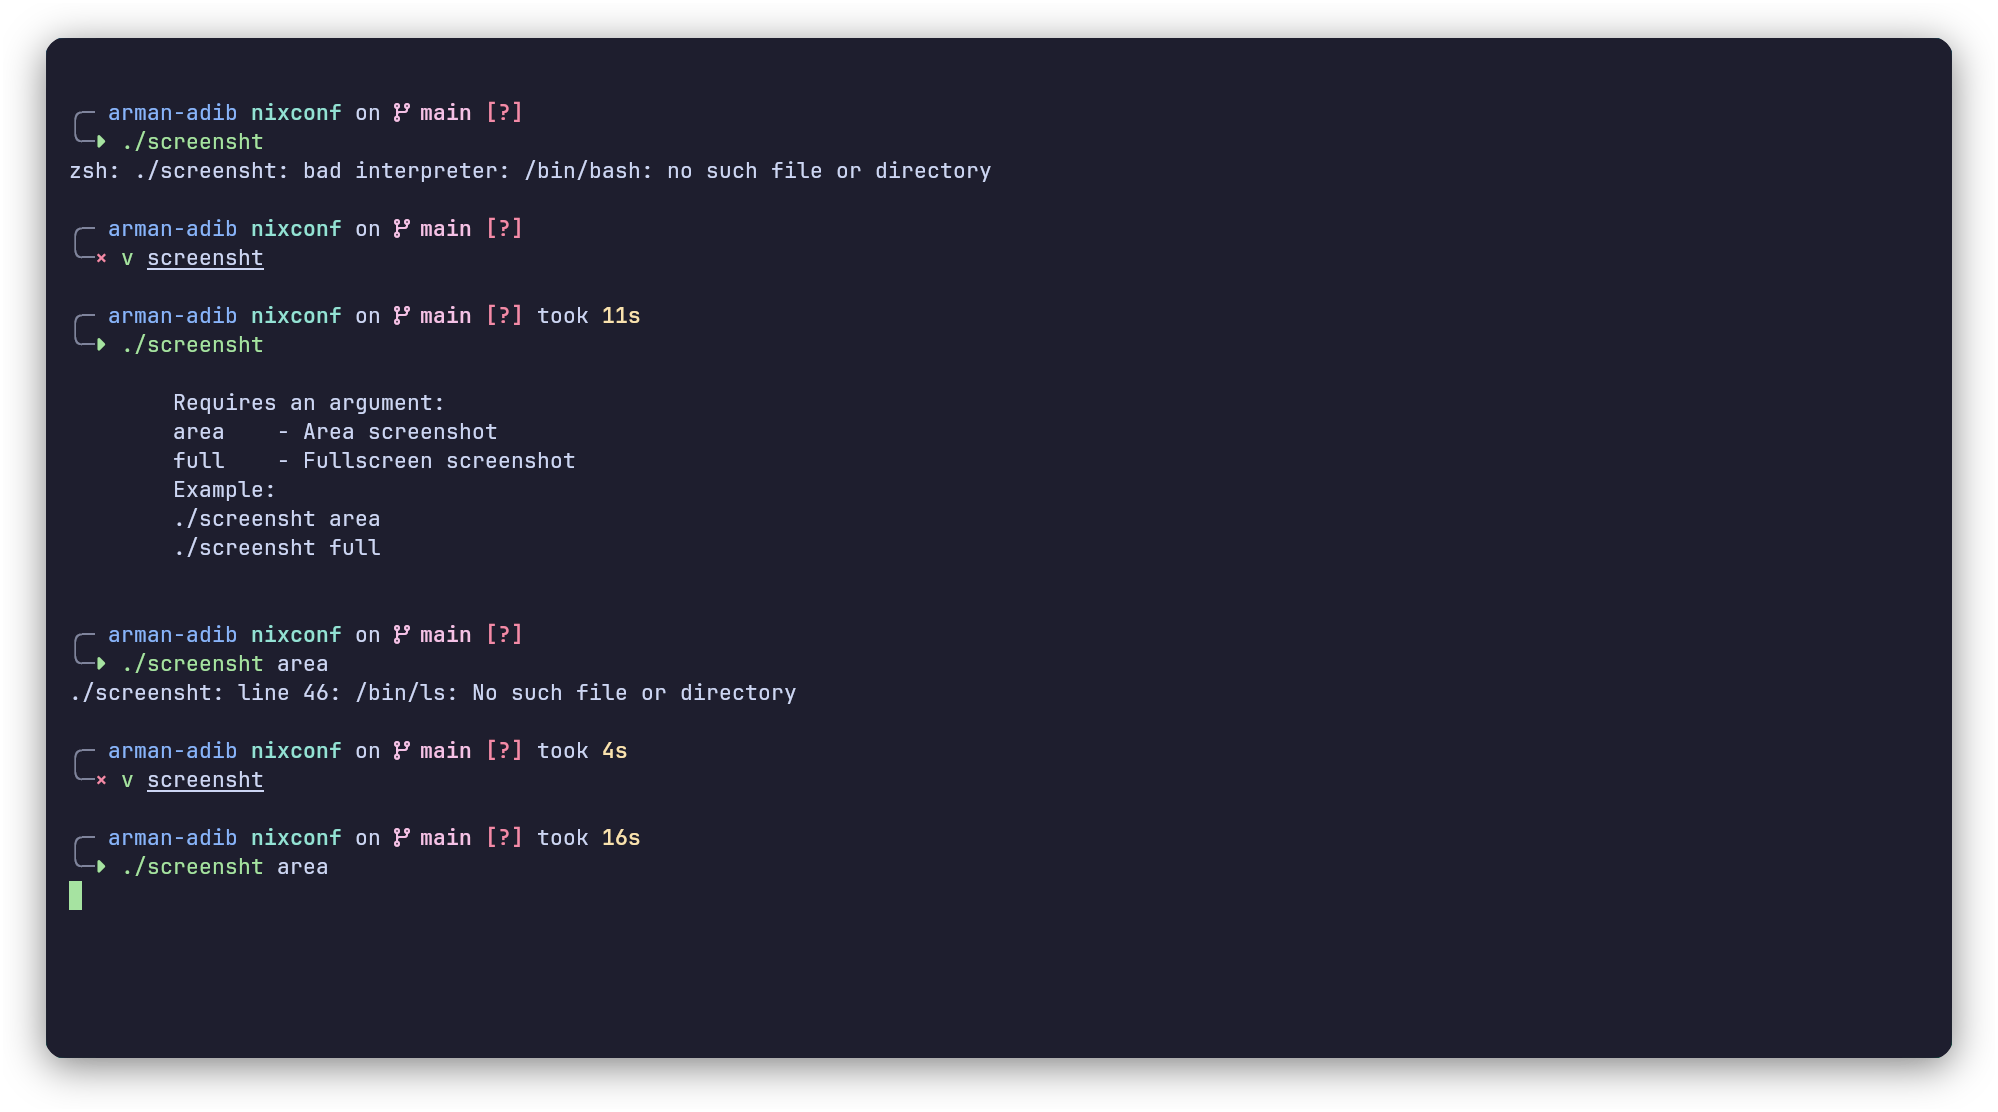 arman-adib nixconf on main [?]
./screensht
zsh: ./screensht: bad interpreter: /bin/bash: no such file or directory
arman-adib nixconf on main [?]
× v screensht
arman-adib nixconf on main [?] took 11s
./screensht
Requires an argument:
area    - Area screenshot
full    - Fullscreen screenshot
Example:
./screensht area
./screensht full
arman-adib nixconf on main [?]
./screensht area
./screensht: line 46: /bin/ls: No such file or directory
arman-adib nixconf on main [?] took 4s
× v screensht
arman-adib nixconf on main [?] took 16s
./screensht area